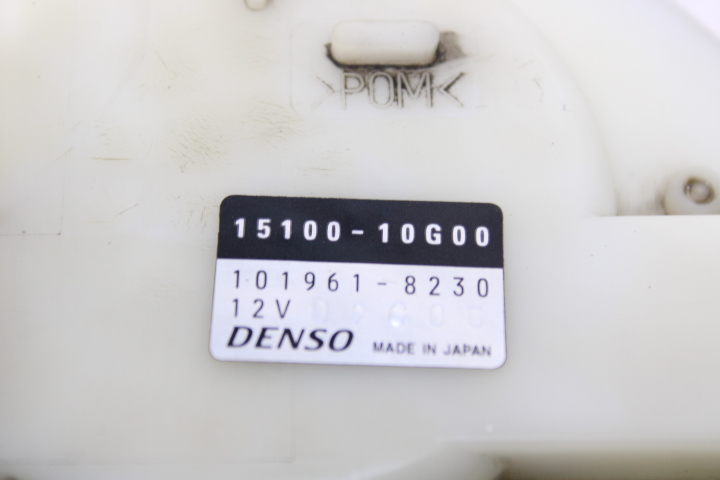 >POM<
15100-10G00
101961-8230
12V
DENSO MADE IN JAPAN